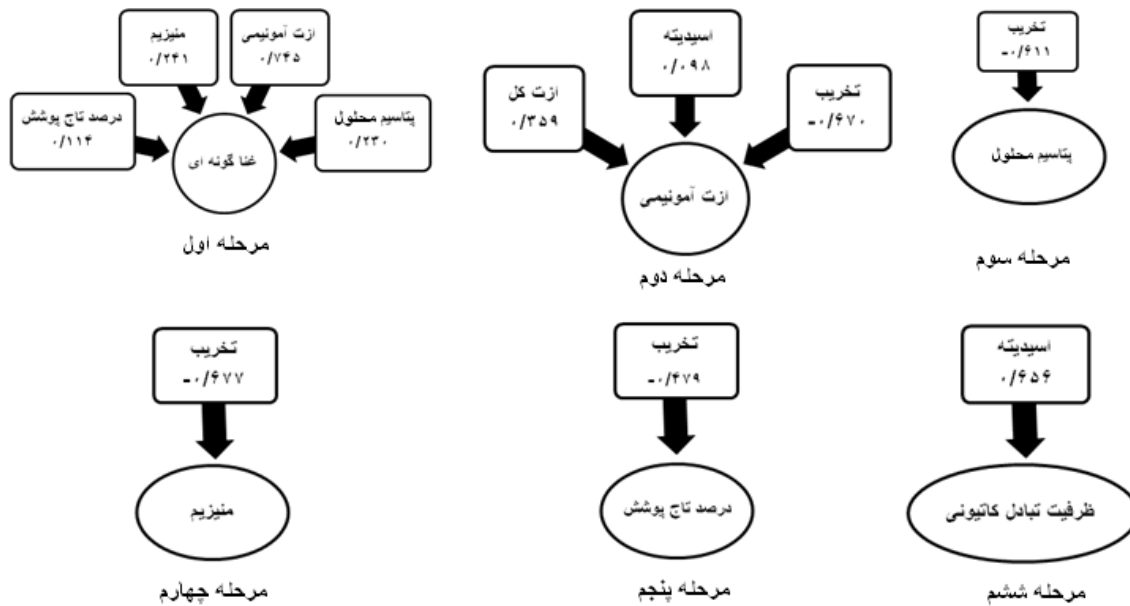 منیزیم
۰/۲۴۱
ازت آمونیمی
۰/۷۴۵
درصد تاج پوشش
۰/۱۱۴
پتاسیم محلول
۰/۲۳۰
غنا گونه ای
مرحله اول
اسیدیته
۰/۰۹۸
ازت کل
۰/۳۵۹
تخریب
-۰/۶۷۰
ازت آمونیمی
مرحله دوم
تخریب
-۰/۶۱۱
پتاسیم محلول
مرحله سوم
تخریب
-۰/۶۷۷
منیزیم
مرحله چهارم
تخریب
-۰/۴۷۹
درصد تاج پوشش
مرحله پنجم
اسیدیته
۰/۶۵۶
ظرفیت تبادل کاتیونی
مرحله ششم